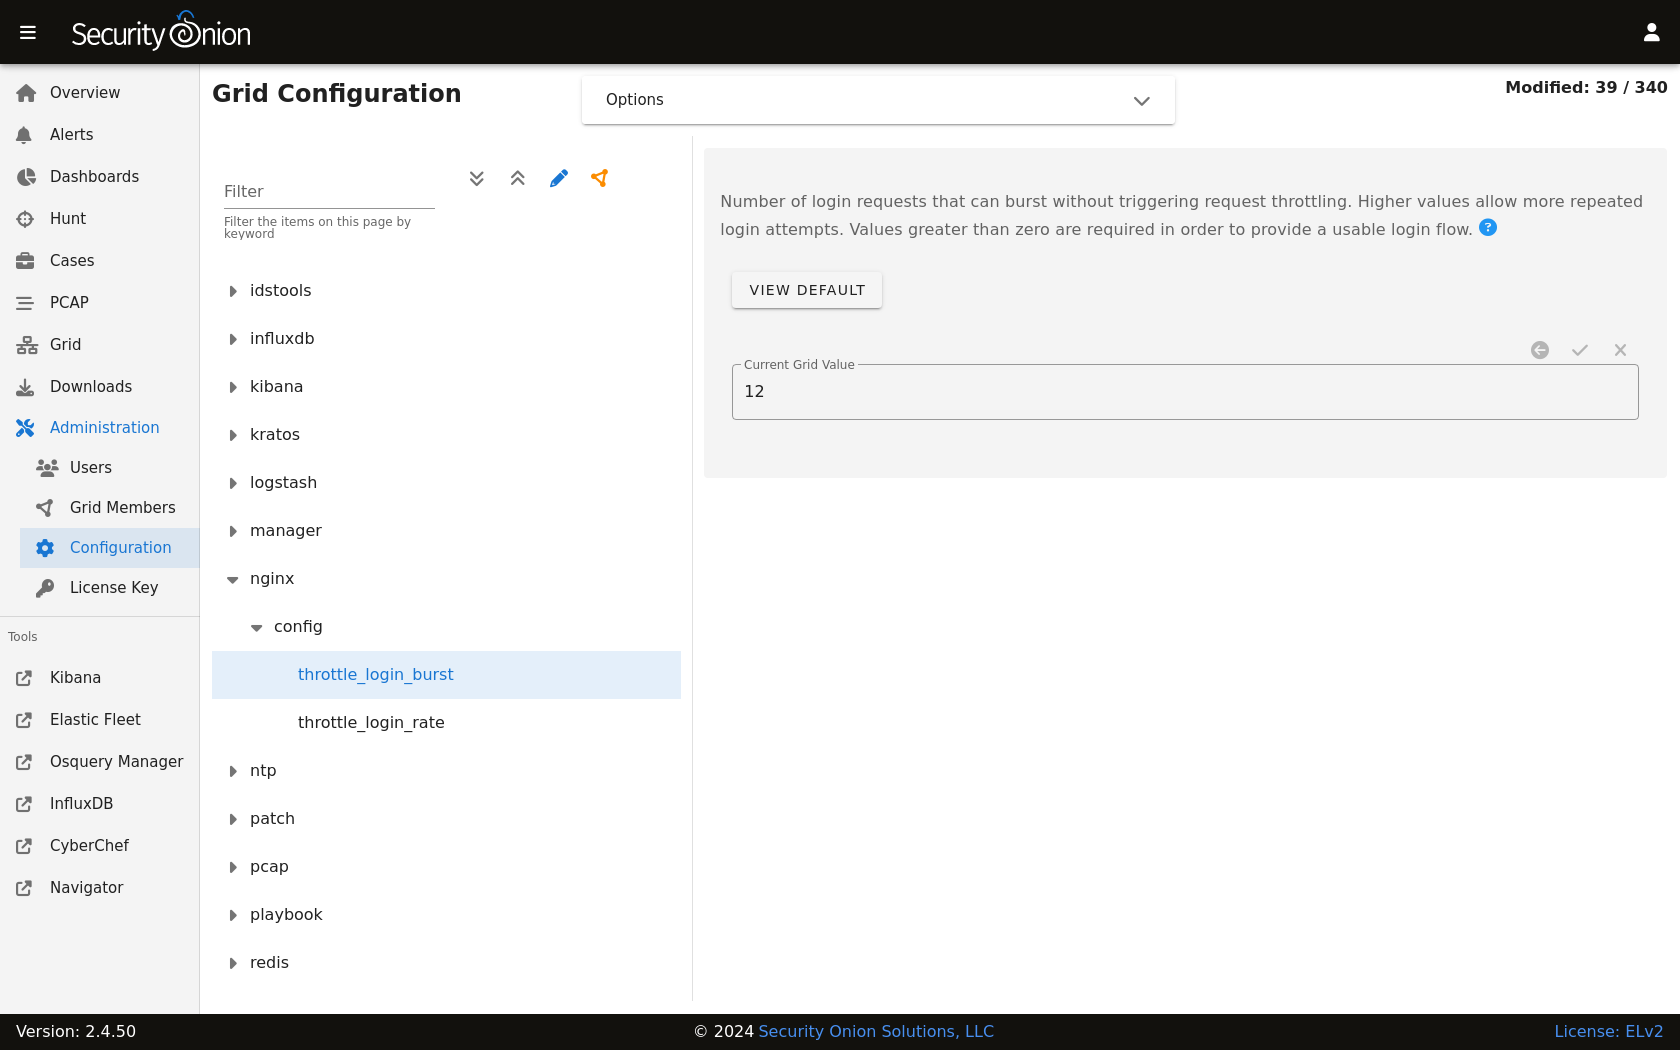 Security Onion
Overview
Alerts
Dashboards
Hunt
Cases
PCAP
Grid
Downloads
Administration
Users
Grid Members
Configuration
License Key
Tools
Kibana
Elastic Fleet
Osquery Manager
InfluxDB
CyberChef
Navigator
Grid Configuration
Options
Modified: 39 / 340
Filter
Filter the items on this page by
keyword
idstools
influxdb
kibana
kratos
logstash
manager
nginx
config
throttle_login_burst
throttle_login_rate
ntp
patch
pcap
playbook
redis
Number of login requests that can burst without triggering request throttling. Higher values allow more repeated
login attempts. Values greater than zero are required in order to provide a usable login flow. ?
VIEW DEFAULT
Current Grid Value
12
Version: 2.4.50
© 2024 Security Onion Solutions, LLC
License: ELv2